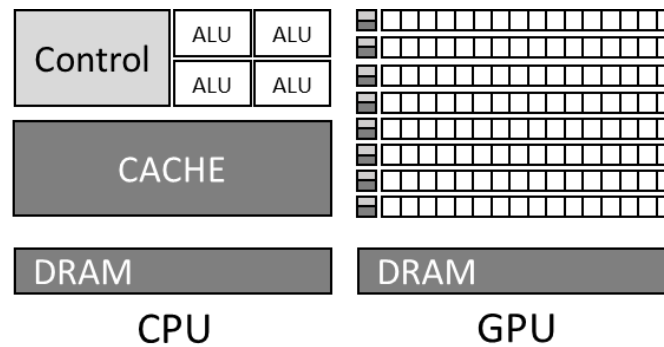 Control
ALU ALU
ALU ALU
CACHE
DRAM
CPU
DRAM
GPU